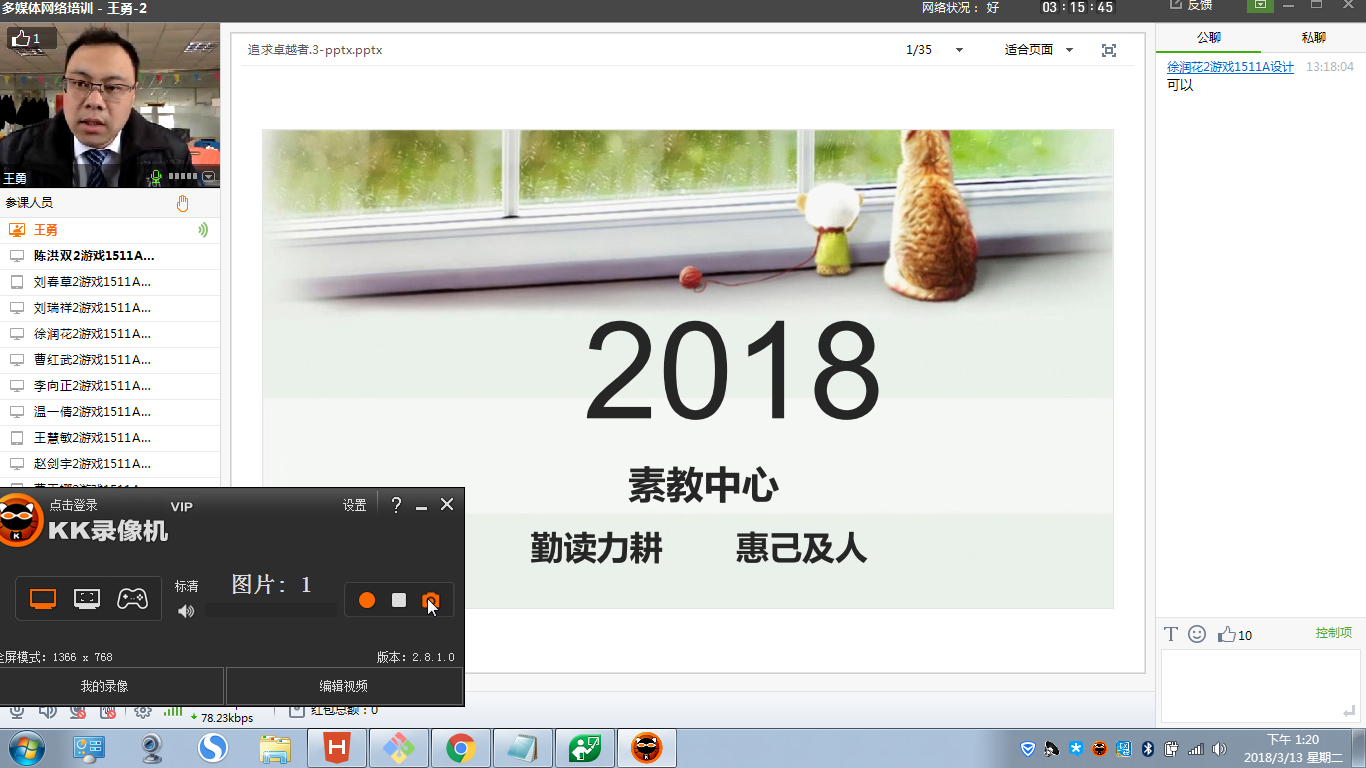 多媒体网络培训 - 王勇-2
网络状况： 好
03:15:45
反馈
1
王勇
参课人员
王勇
陈洪双2游戏1511A...
刘春草2游戏1511A...
刘瑞祥2游戏1511A...
徐润花2游戏1511A...
曹红武2游戏1511A...
李向正2游戏1511A...
温一倩2游戏1511A...
王慧敏2游戏1511A...
赵剑宇2游戏1511A...
追求卓越者.3-pptx.pptx
1/35
适合页面
2018
素教中心
勤读力耕 惠己及人
公聊
私聊
徐润花2游戏1511A设计 13:18:04
可以
T
10
控制项
点击登录
VIP
设置
?
KK录像机
K
标清
图片: 1
全屏模式: 1366 x 768
版本: 2.8.1.0
我的录像
编辑视频
78.23kbps
红包总额：0
H
下午 1:20
2018/3/13 星期二